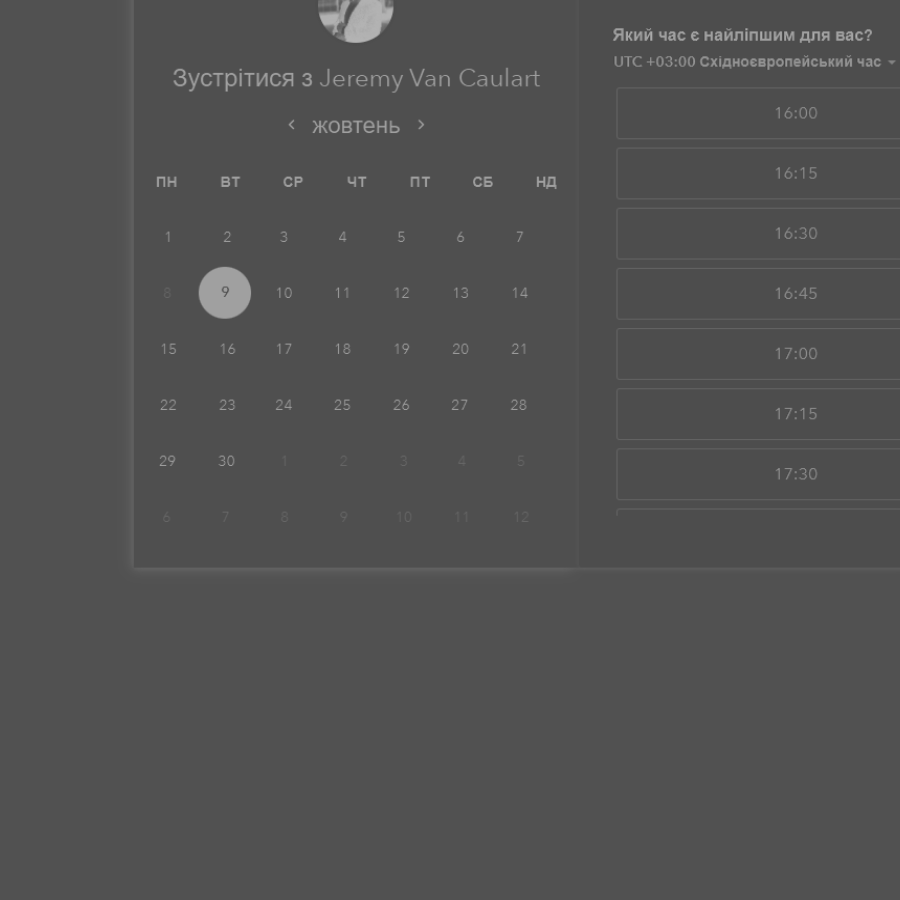 Зустрітися з Jeremy Van Caulart
‹ жовтень ›
ПН ВТ СР ЧТ ПТ СБ НД
1 2 3 4 5 6 7
8 9 10 11 12 13 14
15 16 17 18 19 20 21
22 23 24 25 26 27 28
29 30 1 2 3 4 5
6 7 8 9 10 11 12
Який час є найліпшим для вас?
UTC +03:00 Східноєвропейський час
16:00
16:15
16:30
16:45
17:00
17:15
17:30